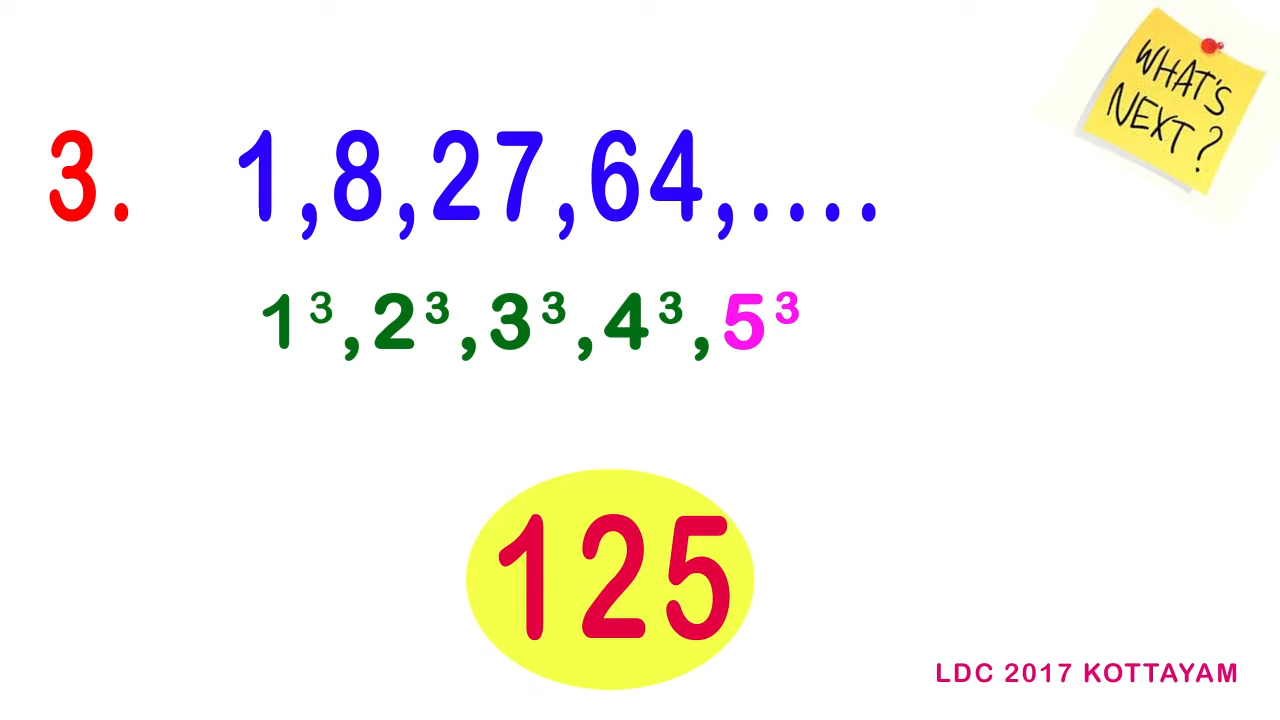 WHAT'S
NEXT?
3. 1,8,27,64,....
1³,2³,3³,4³,5³
125
LDC 2017 KOTTAYAM